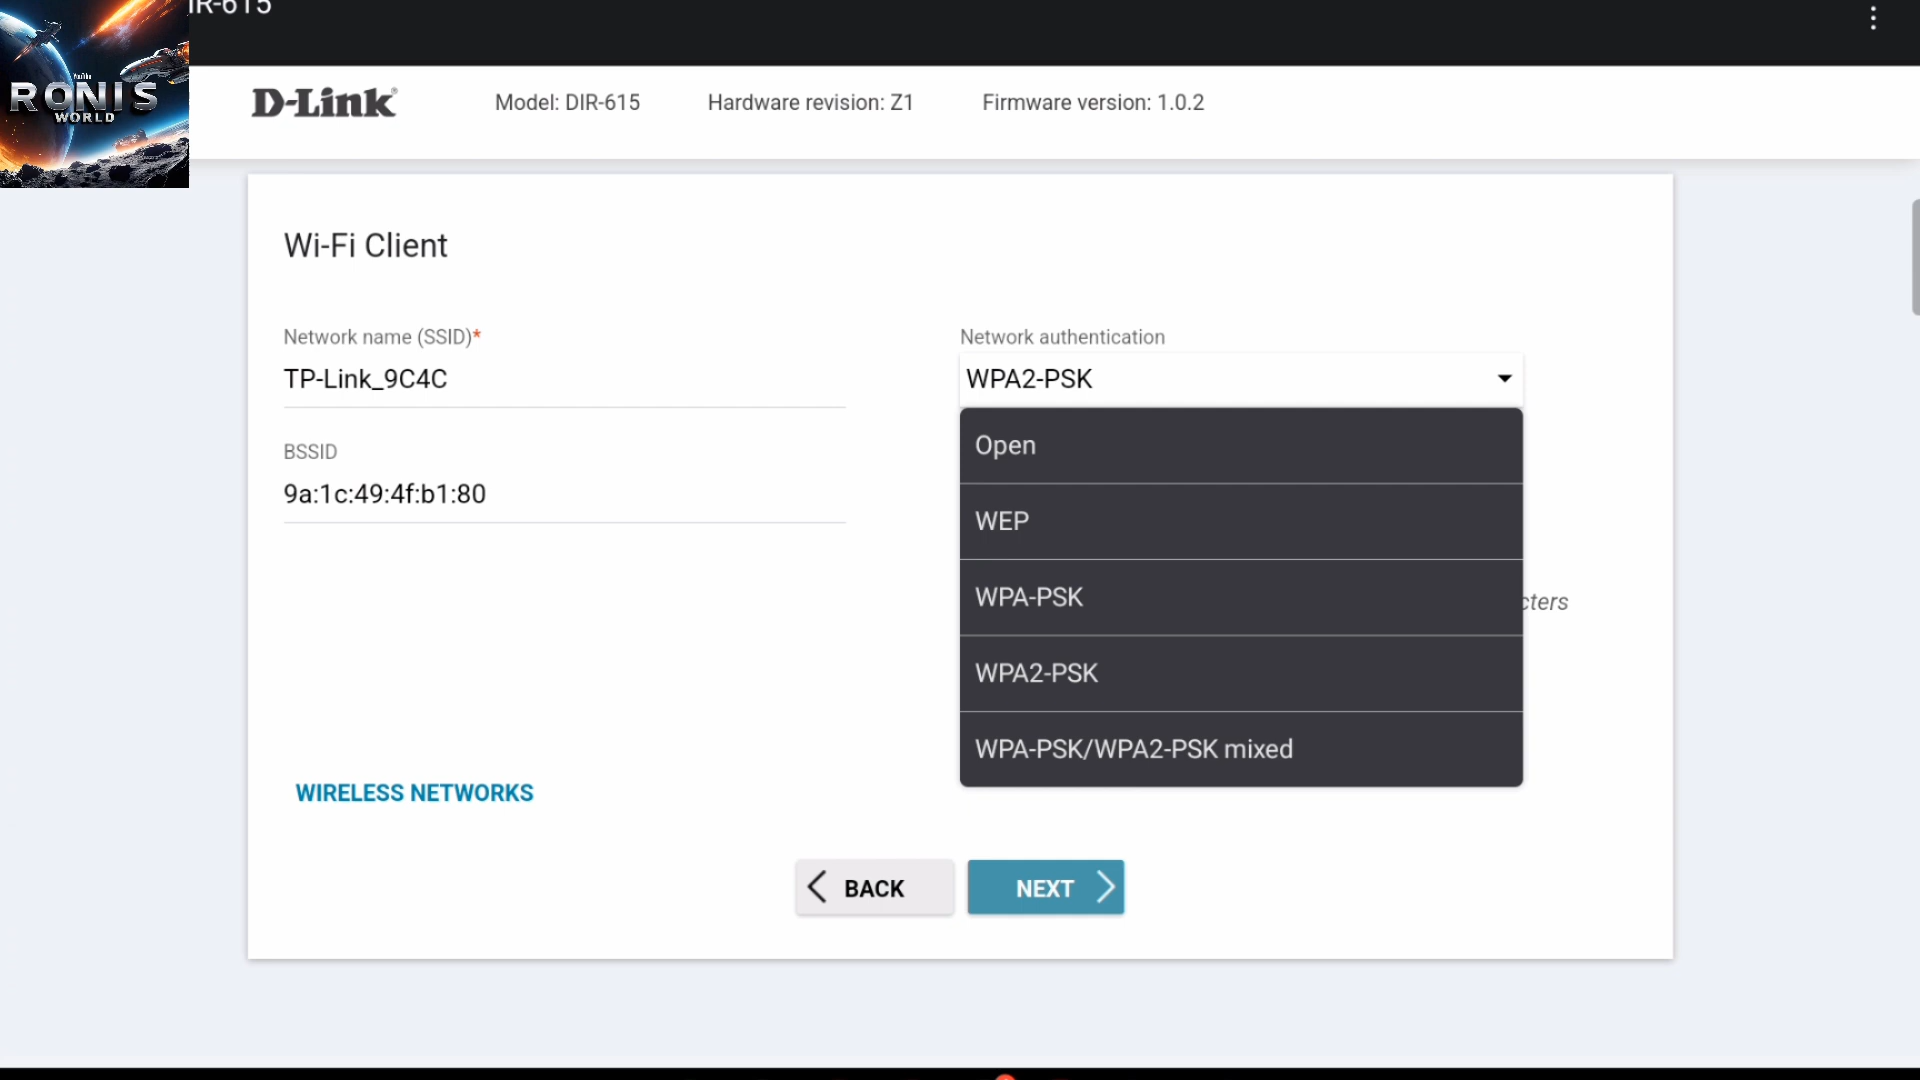 IR-615
YouTube
RONIS
WORLD
D-Link
Model: DIR-615
Hardware revision: Z1
Firmware version: 1.0.2
Wi-Fi Client
Network name (SSID)*
TP-Link_9C4C
BSSID
9a:1c:49:4f:b1:80
Network authentication
WPA2-PSK
Open
WEP
WPA-PSK
WPA2-PSK
WPA-PSK/WPA2-PSK mixed
cters
WIRELESS NETWORKS
BACK
NEXT